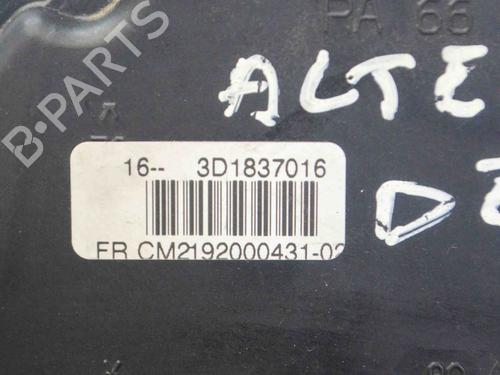 PA 66
ALTE
B-PARTS
16-- 3D1837016
D
FR CM2192000431-02